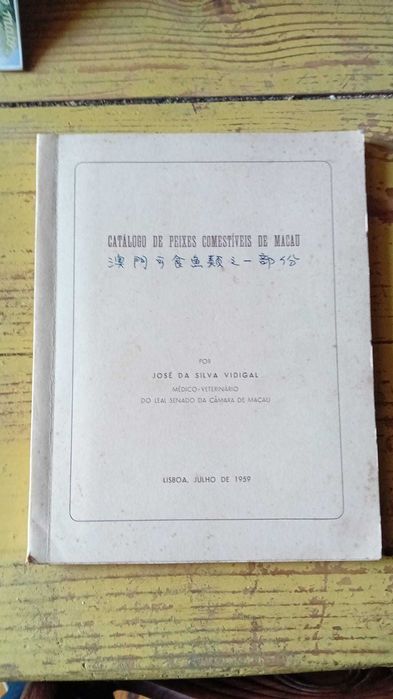 CATÁLOGO DE PEIXES COMESTÍVEIS DE MACAU
澳門可食魚類之一部份
POR
JOSÉ DA SILVA VIDIGAL
MÉDICO-VETERINÁRIO
DO LEAL SENADO DA CÂMARA DE MACAU
LISBOA, JULHO DE 1959